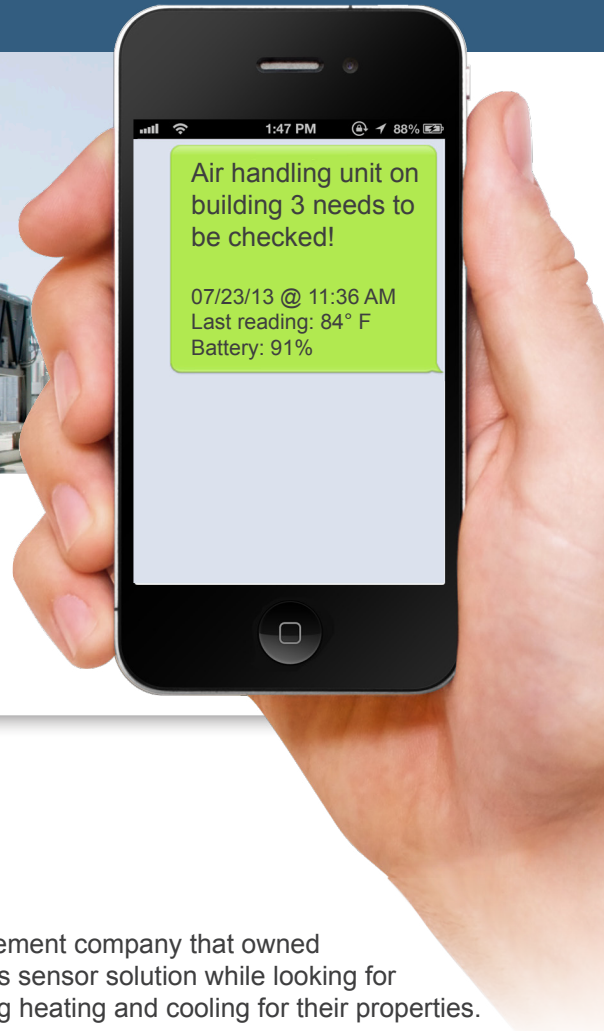 1:47 PM 88%
Air handling unit on
building 3 needs to
be checked!
07/23/13 @ 11:36 AM
Last reading: 84° F
Battery: 91%
company that owned
sensor solution while looking for
heating and cooling for their properties.